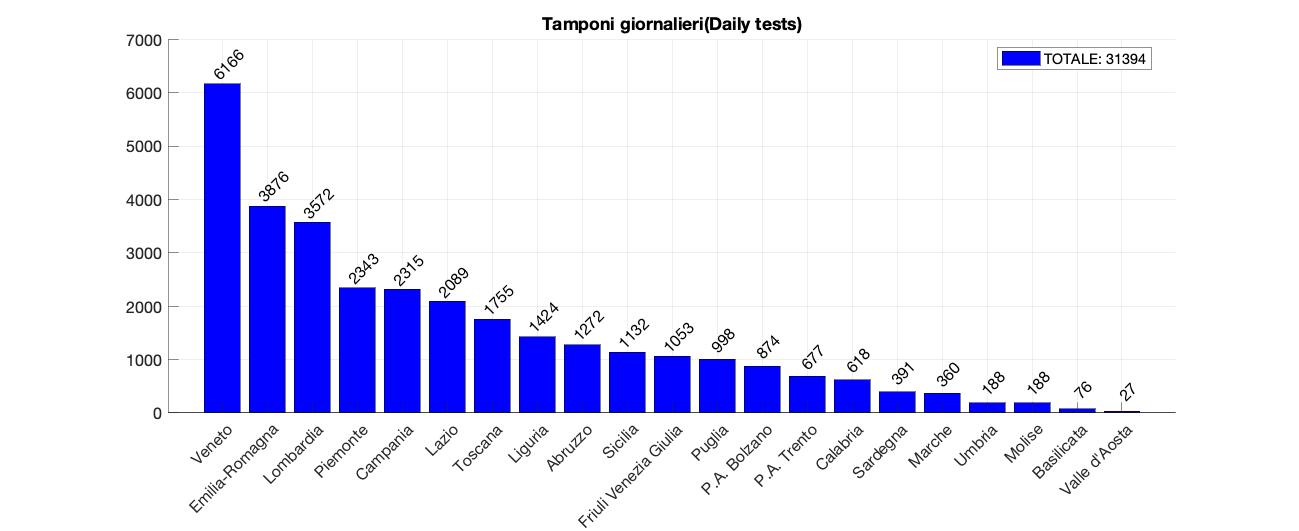 Tamponi giornalieri(Daily tests)
TOTALE: 31394
7000
6000
5000
4000
3000
2000
1000
0
6166
3876
3572
2343
2315
2089
1755
1424
1272
1132
1053
998
874
677
618
391
360
188
188
76
27
Veneto
Emilia-Romagna
Lombardia
Piemonte
Campania
Lazio
Toscana
Liguria
Abruzzo
Sicilia
Friuli Venezia Giulia
Puglia
P.A. Bolzano
P.A. Trento
Calabria
Sardegna
Marche
Umbria
Molise
Basilicata
Valle d'Aosta